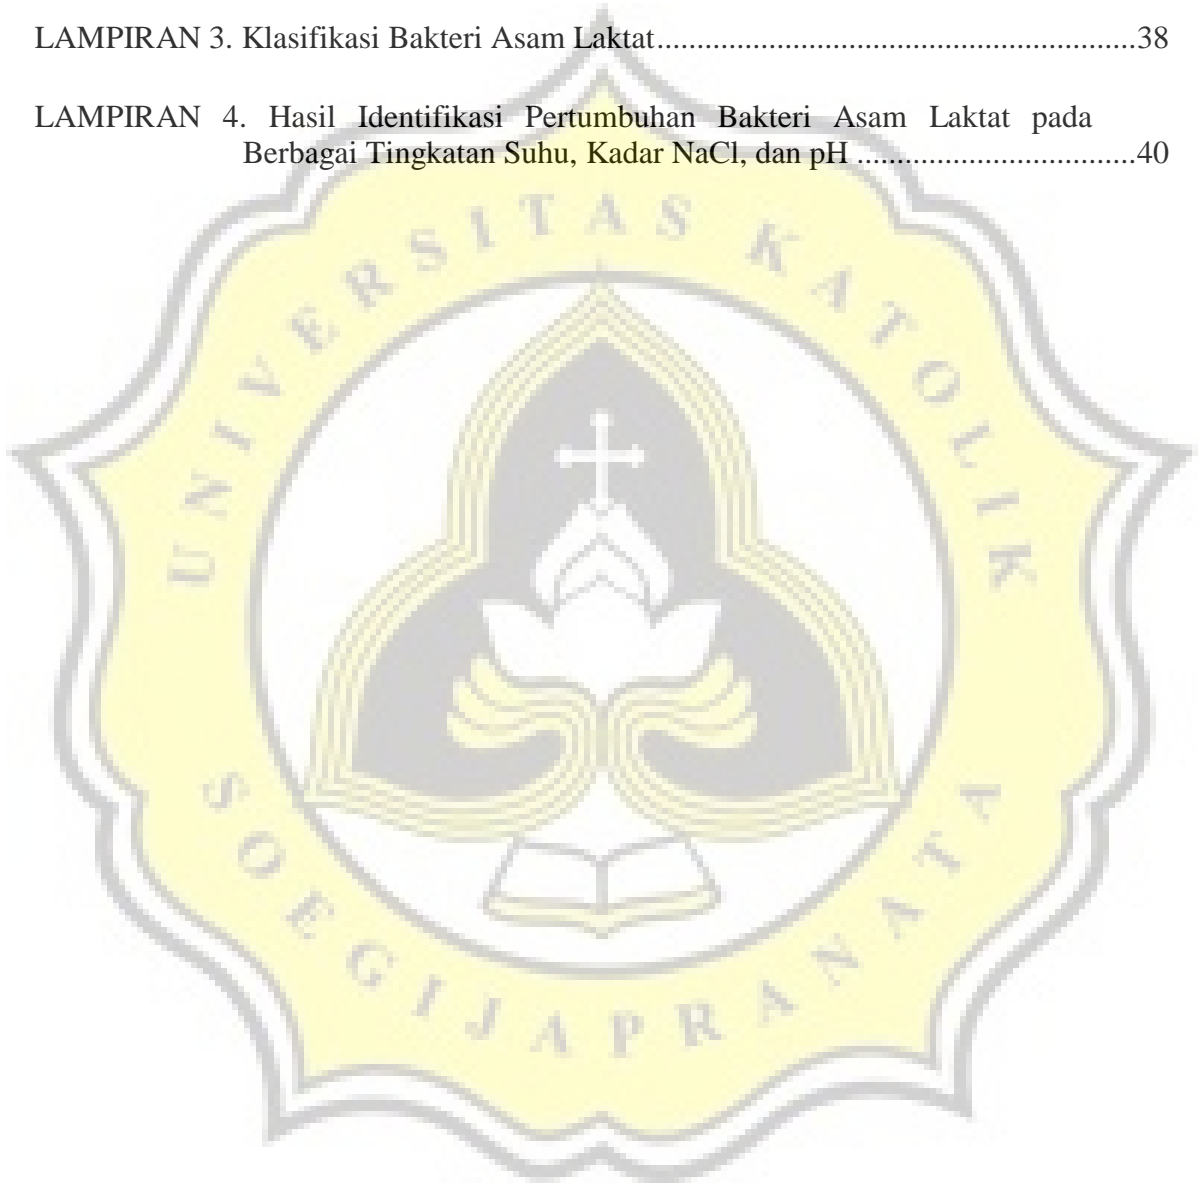 LAMPIRAN 3. Klasifikasi Bakteri Asam Laktat............................................................38
LAMPIRAN 4. Hasil Identifikasi Pertumbuhan Bakteri Asam Laktat pada
Berbagai Tingkatan Suhu, Kadar NaCl, dan pH ...................................40
UNIVERSITAS KATOLIK
SOEGIJAPRANATA